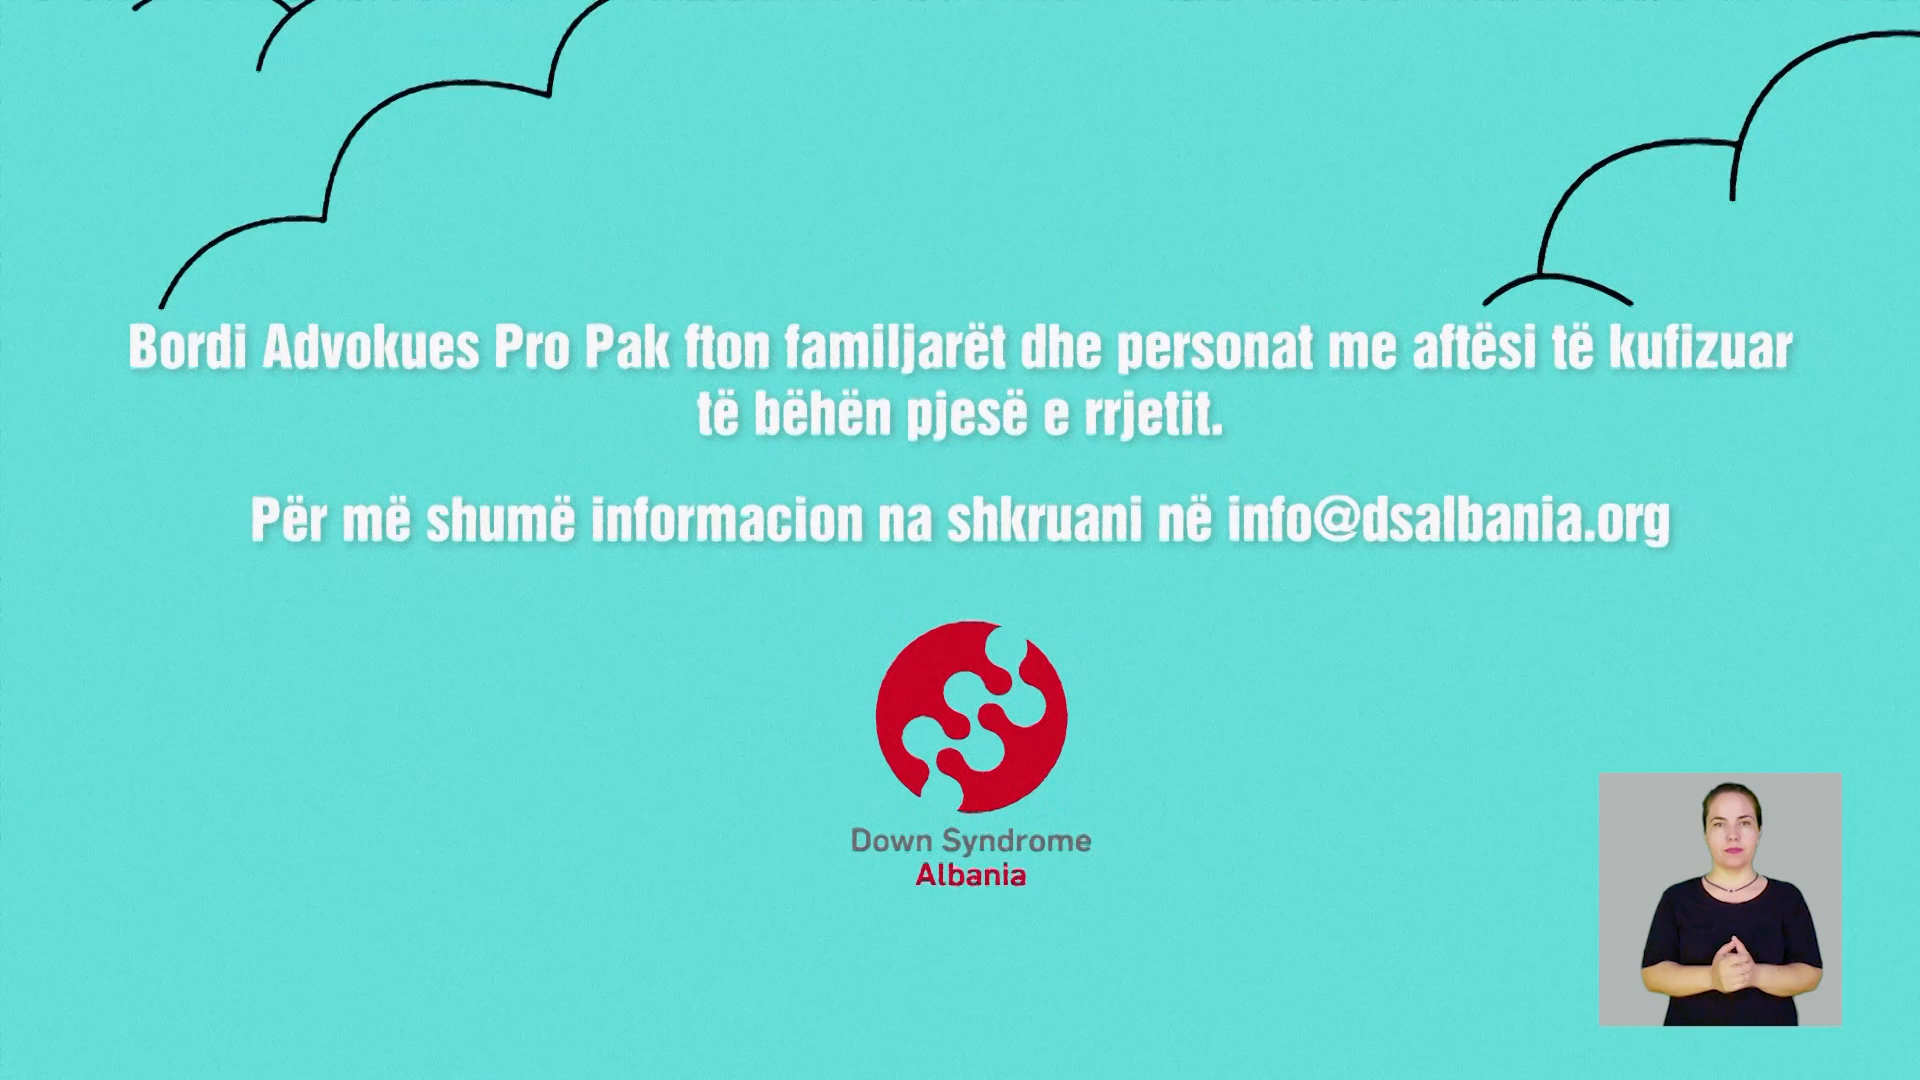 Bordi Advokues Pro Pak fton familjarët dhe personat me aftësi të kufizuar
të bëhën pjesë e rrjetit.
Për më shumë informacion na shkruani në info@dsalbania.org
Down Syndrome
Albania